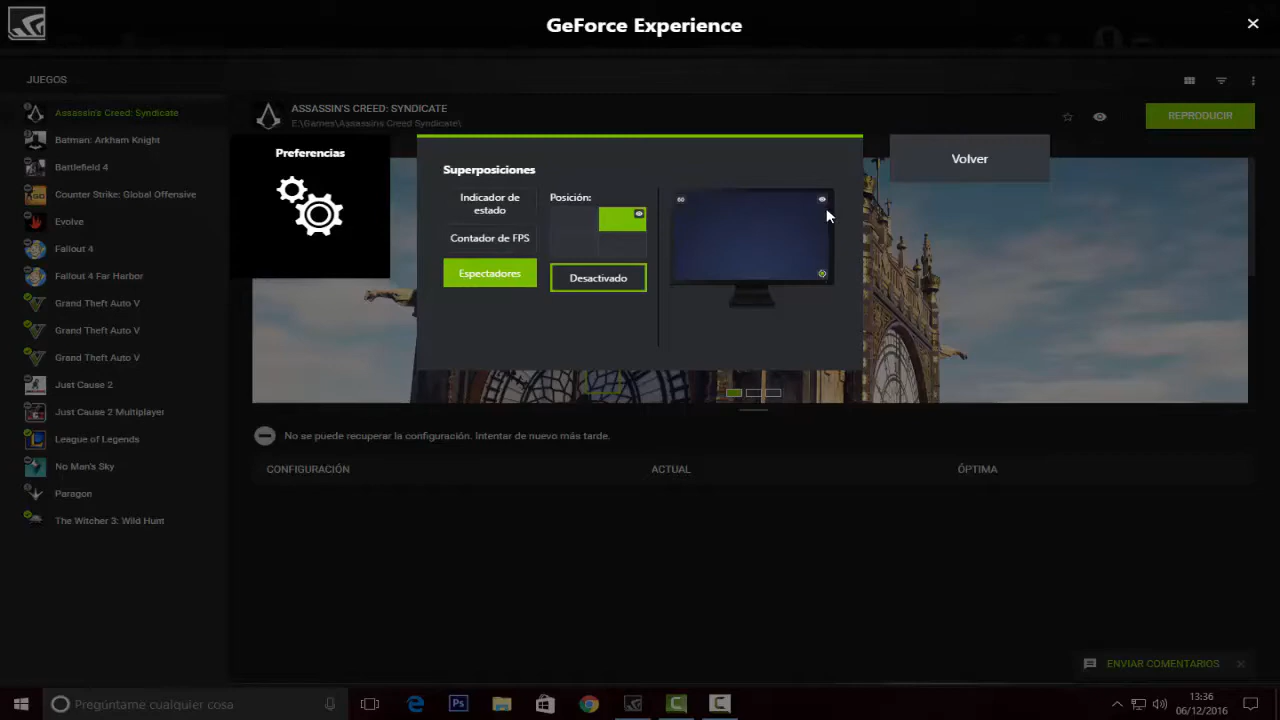 GeForce Experience
JUEGOS
Assassin's Creed: Syndicate
Batman: Arkham Knight
Battlefield 4
Counter Strike: Global Offensive
Evolve
Fallout 4
Fallout 4 Far Harbor
Grand Theft Auto V
Grand Theft Auto V
Grand Theft Auto V
Just Cause 2
Just Cause 2 Multiplayer
League of Legends
No Man's Sky
Paragon
The Witcher 3: Wild Hunt
ASSASSIN'S CREED: SYNDICATE
E:\Games\Assassins Creed Syndicate\
REPRODUCIR
Preferencias
Superposiciones
Indicador de
estado
Contador de FPS
Espectadores
Posición:
Desactivado
60
Volver
No se puede recuperar la configuración. Intentar de nuevo más tarde.
CONFIGURACIÓN
ACTUAL
ÓPTIMA
ENVIAR COMENTARIOS
Pregúntame cualquier cosa
Ps
13:36
06/12/2016